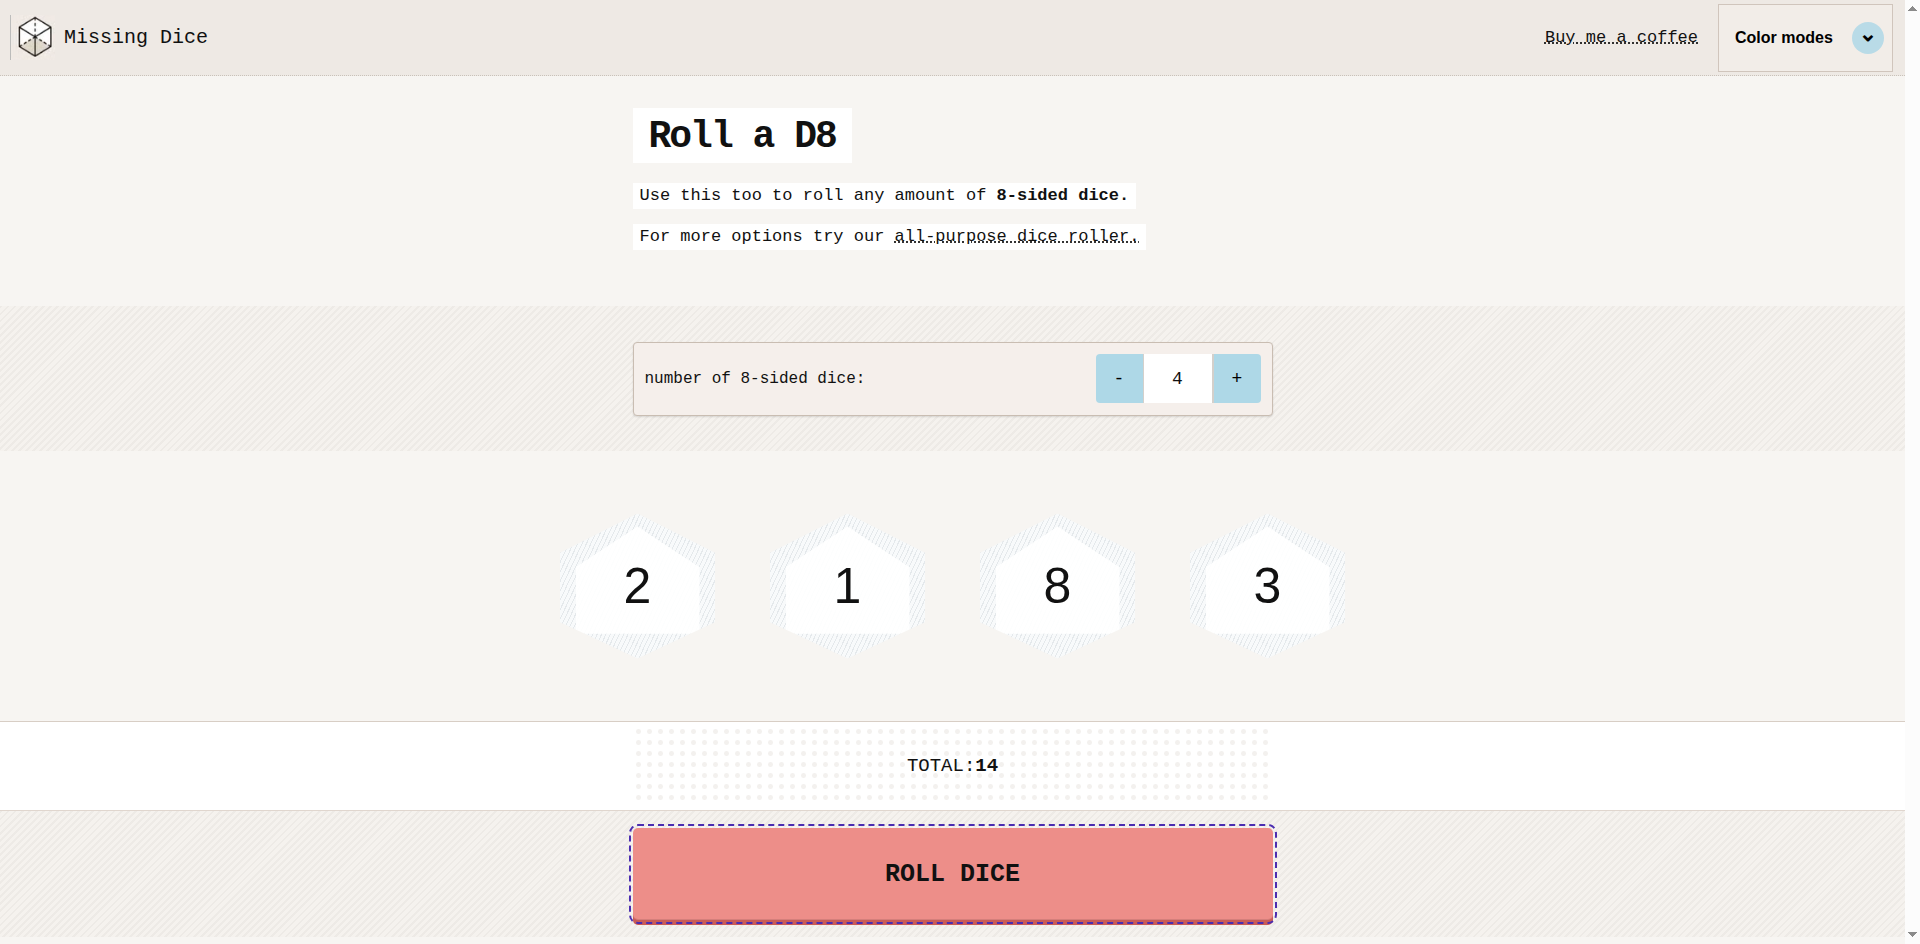 Missing Dice
Buy me a coffee
Color modes
Roll a D8
Use this too to roll any amount of 8-sided dice.
For more options try our all-purpose dice roller.
number of 8-sided dice:
- 4 +
2 1 8 3
TOTAL:14
ROLL DICE